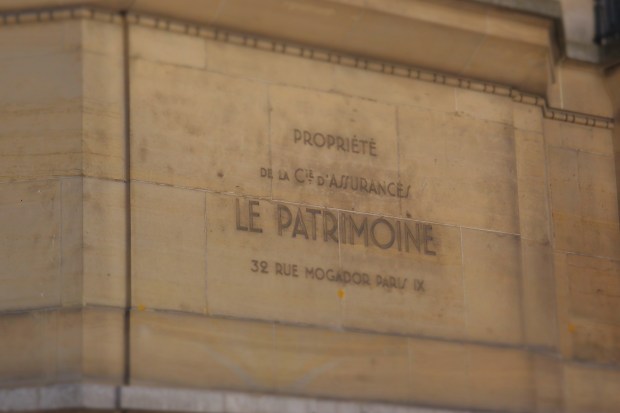 PROPRIÉTÉ
DE LA Cie D'ASSURANCES
LE PATRIMOINE
32 RUE MOGADOR PARIS IX